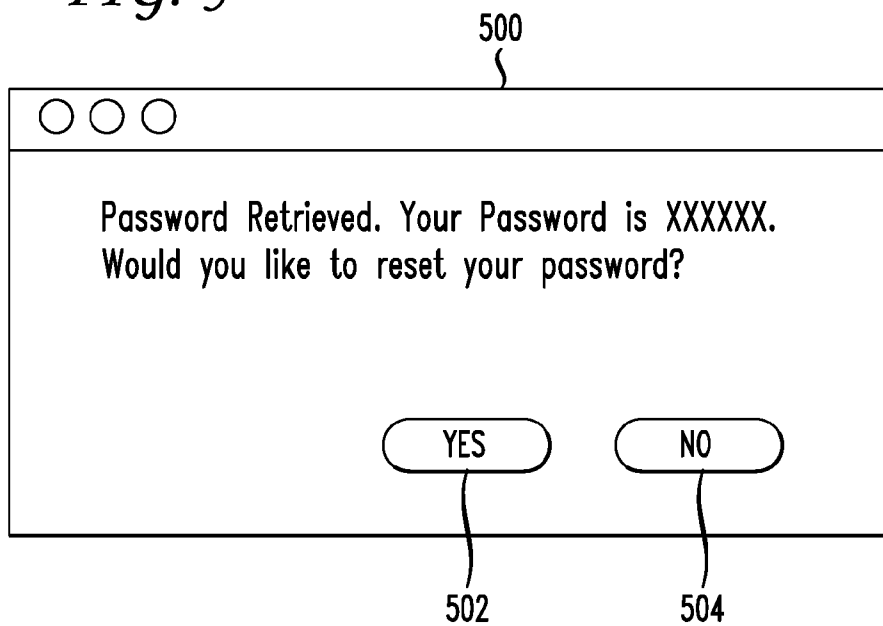 Fig. 5
500
Password Retrieved. Your Password is XXXXXX.
Would you like to reset your password?
YES NO
502 504